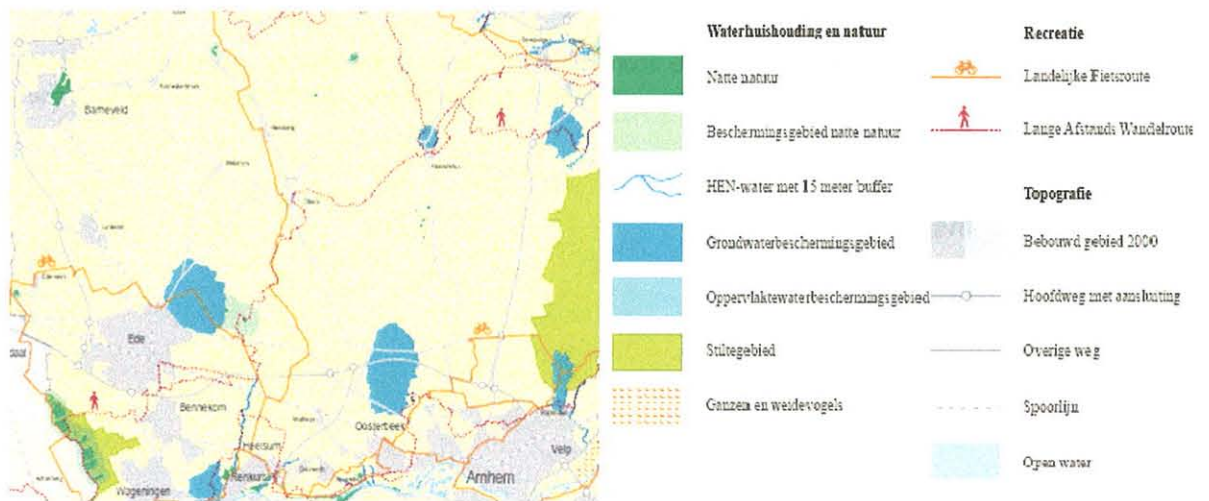 Barneveld
Ede
Bennekom
Heelsum
Renkum
Wageningen
Oosterbeek
Arnhem
Velp
Waterhuishouding en natuur
Natte natuur
Beschermingsgebied natte natuur
HEN-water met 15 meter buffer
Grondwaterbeschermingsgebied
Oppervlaktewaterbeschermingsgebied
Stiltegebied
Ganzen en weidevogels
Recreatie
Landelijke Fietsroute
Lange Afstands Wandelroute
Topografie
Bebouwd gebied 2000
Hoofdweg met aansluiting
Overige weg
Spoorlijn
Open water